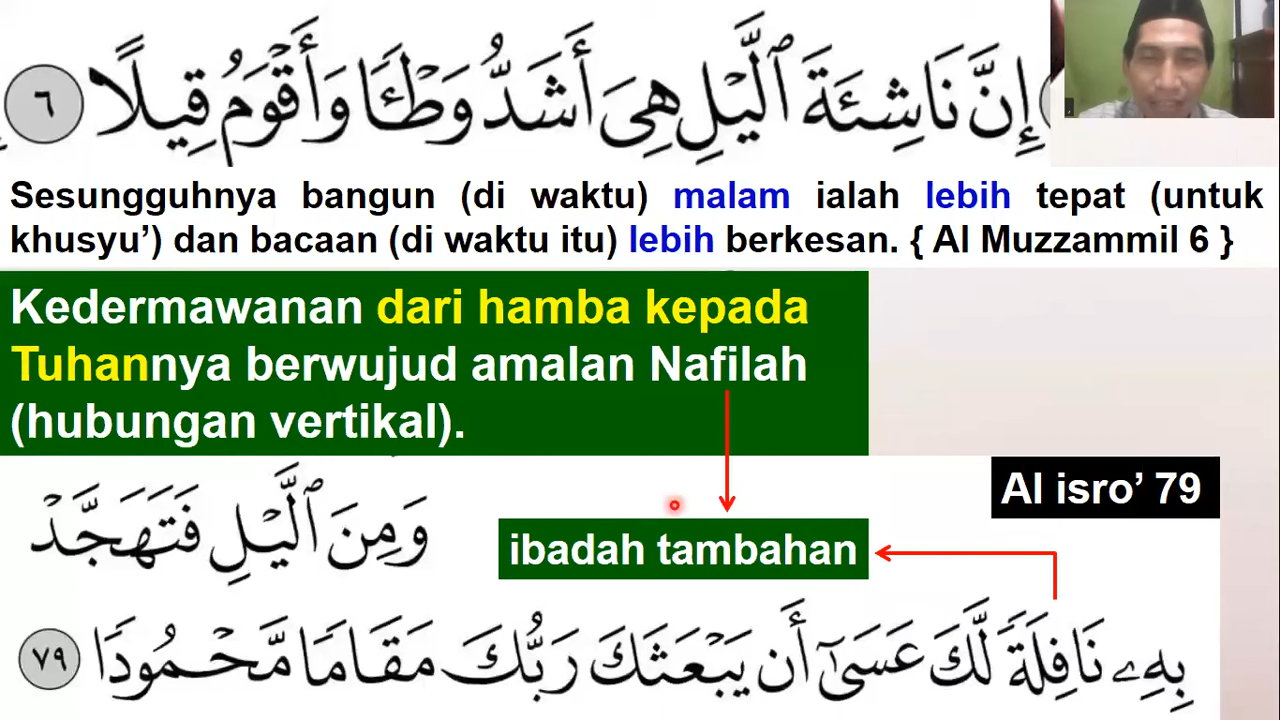 إِنَّ نَاشِئَةَ ٱلَّيْلِ هِىَ أَشَدُّ وَطْـًٔا وَأَقْوَمُ قِيلًا ٦
Sesungguhnya bangun (di waktu) malam ialah lebih tepat (untuk
khusyu’) dan bacaan (di waktu itu) lebih berkesan. { Al Muzzammil 6 }
Kedermawanan dari hamba kepada
Tuhannya berwujud amalan Nafilah
(hubungan vertikal).
Al isro’ 79
وَمِنَ ٱلَّيْلِ فَتَهَجَّدْ
ibadah tambahan
بِهِۦ نَافِلَةً لَّكَ عَسَىٰٓ أَن يَبْعَثَكَ رَبُّكَ مَقَامًا مَّحْمُودًا ٧٩